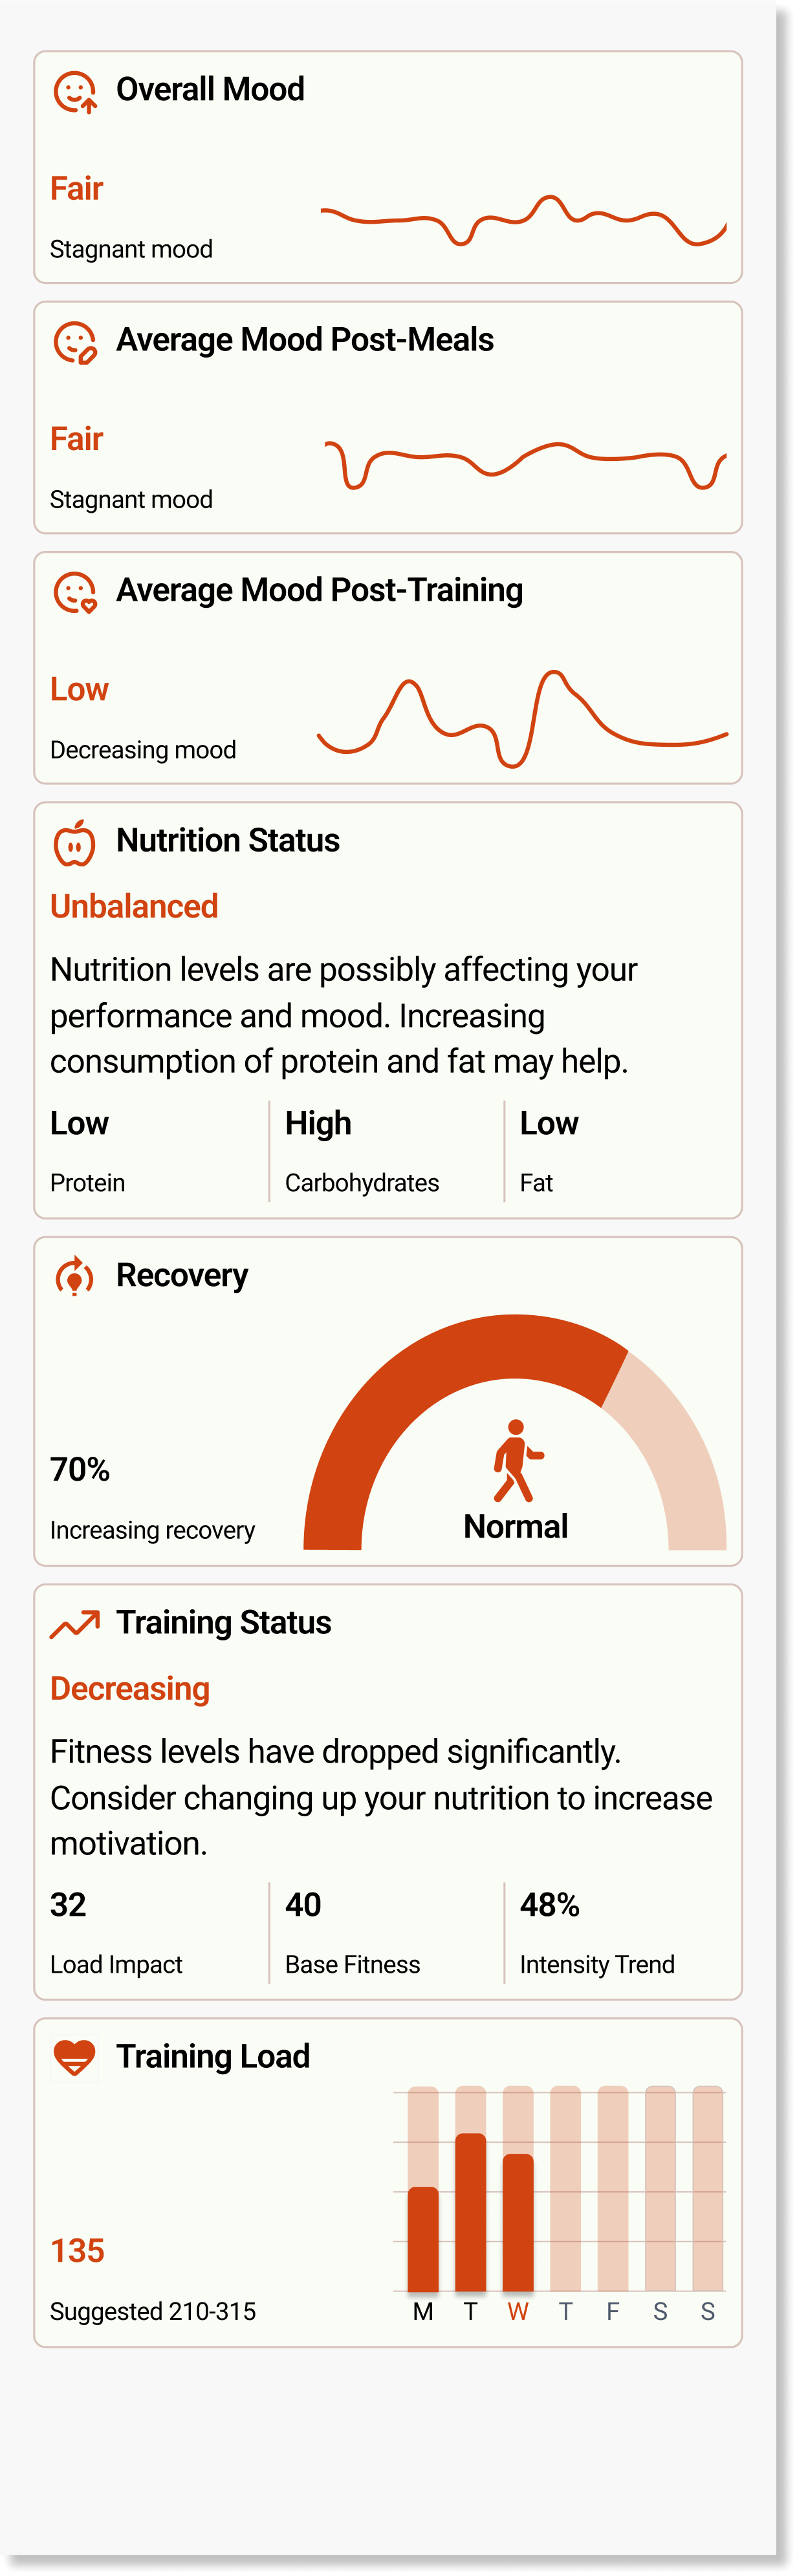 Overall Mood
Fair
Stagnant mood
Average Mood Post-Meals
Fair
Stagnant mood
Average Mood Post-Training
Low
Decreasing mood
Nutrition Status
Unbalanced
Nutrition levels are possibly affecting your
performance and mood. Increasing
consumption of protein and fat may help.
Low High Low
Protein Carbohydrates Fat
Recovery
70%
Increasing recovery
Normal
Training Status
Decreasing
Fitness levels have dropped significantly.
Consider changing up your nutrition to increase
motivation.
32 40 48%
Load Impact Base Fitness Intensity Trend
Training Load
135
Suggested 210-315
M T W T F S S